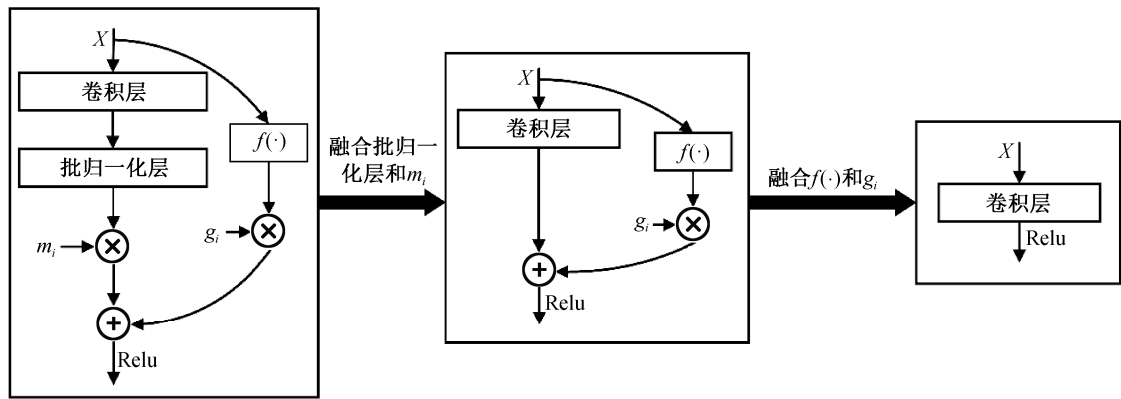 X
卷积层
f(·)
批归一化层
m_i
g_i
Relu
融合批归一
化层和m_i
X
卷积层
f(·)
g_i
Relu
融合f(·)和g_i
X
卷积层
Relu